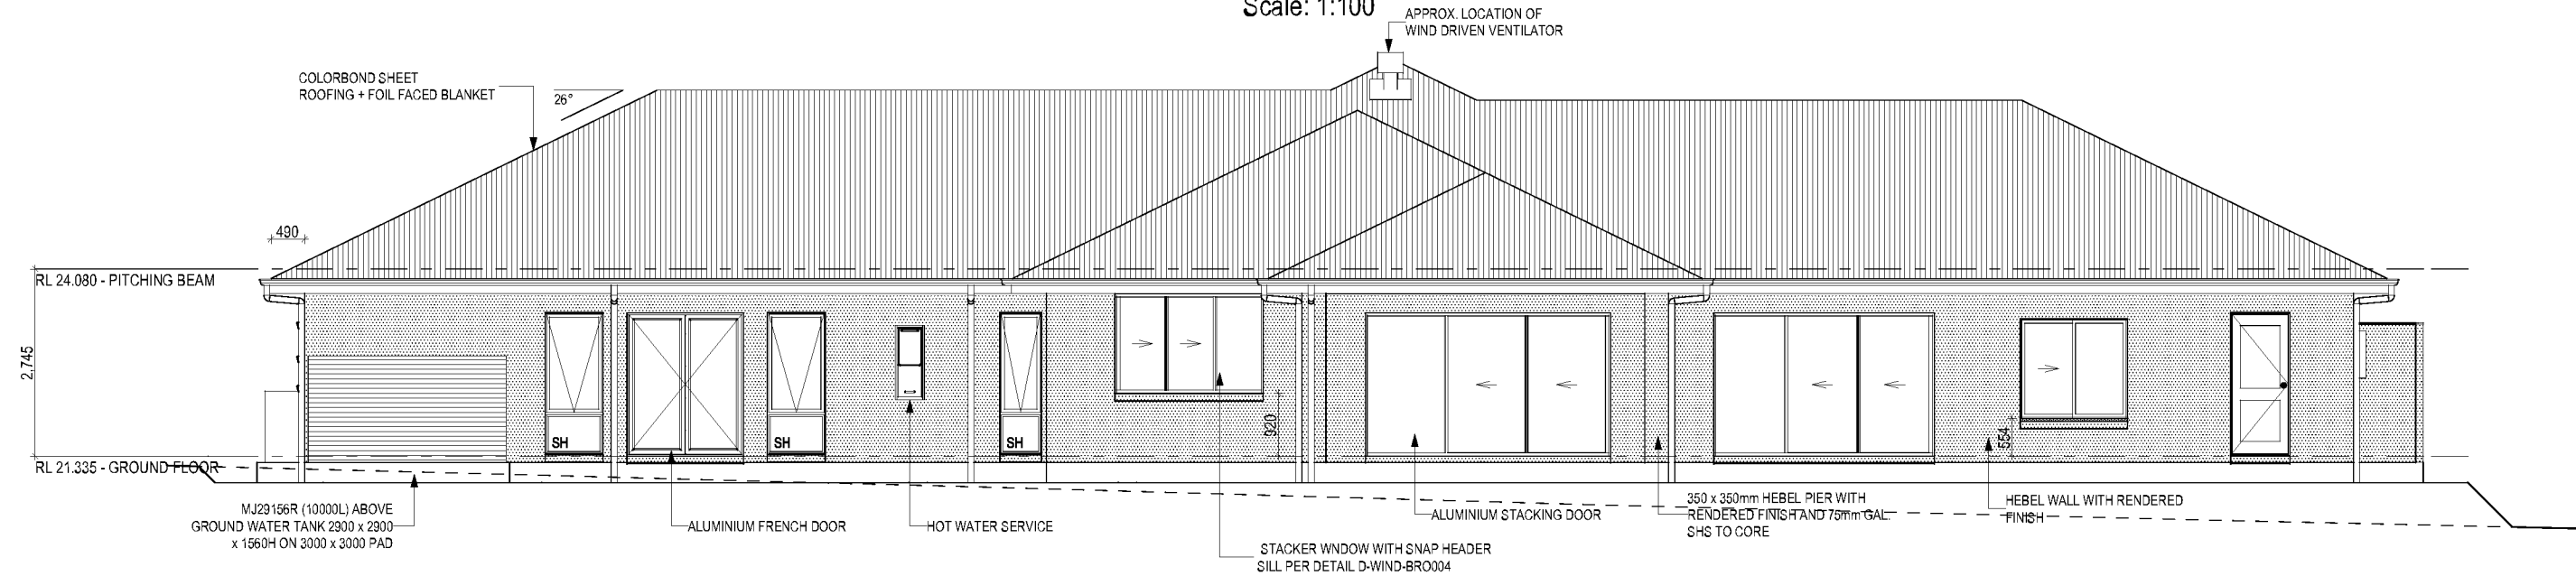 Scale: 1:100
APPROX. LOCATION OF
WIND DRIVEN VENTILATOR
COLORBOND SHEET
ROOFING + FOIL FACED BLANKET
26°
490
RL 24.080 - PITCHING BEAM
2,745
RL 21.335 - GROUND FLOOR
SH
SH
SH
920
554
MJ29156R (10000L) ABOVE
GROUND WATER TANK 2900 x 2900
x 1560H ON 3000 x 3000 PAD
ALUMINIUM FRENCH DOOR
HOT WATER SERVICE
STACKER WNDOW WITH SNAP HEADER
SILL PER DETAIL D-WIND-BRO004
ALUMINIUM STACKING DOOR
350 x 350mm HEBEL PIER WITH
RENDERED FINISH AND 75mm GAL.
SHS TO CORE
HEBEL WALL WITH RENDERED
FINISH